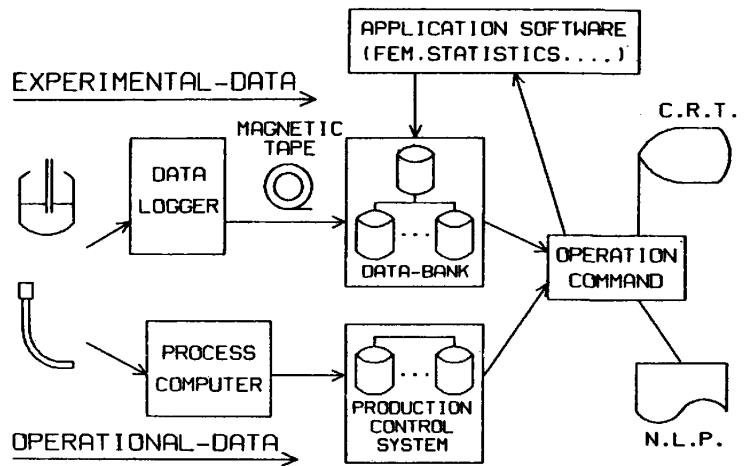 APPLICATION SOFTWARE
(FEM.STATISTICS....)
EXPERIMENTAL-DATA
C.R.T.
MAGNETIC
TAPE
DATA
LOGGER
DATA-BANK
OPERATION
COMMAND
PROCESS
COMPUTER
PRODUCTION
CONTROL
SYSTEM
OPERATIONAL-DATA
N.L.P.